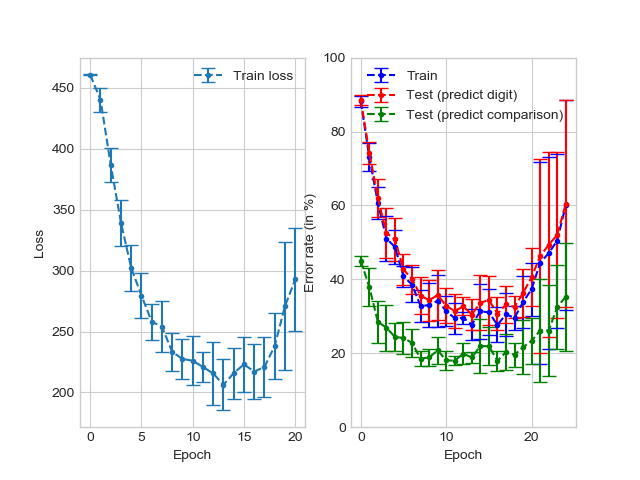 450
400
350
300
250
200
0
5
10
15
20
Epoch
Loss
Train loss
100
80
60
40
20
0
0
10
20
Epoch
Error rate (in %)
Train
Test (predict digit)
Test (predict comparison)